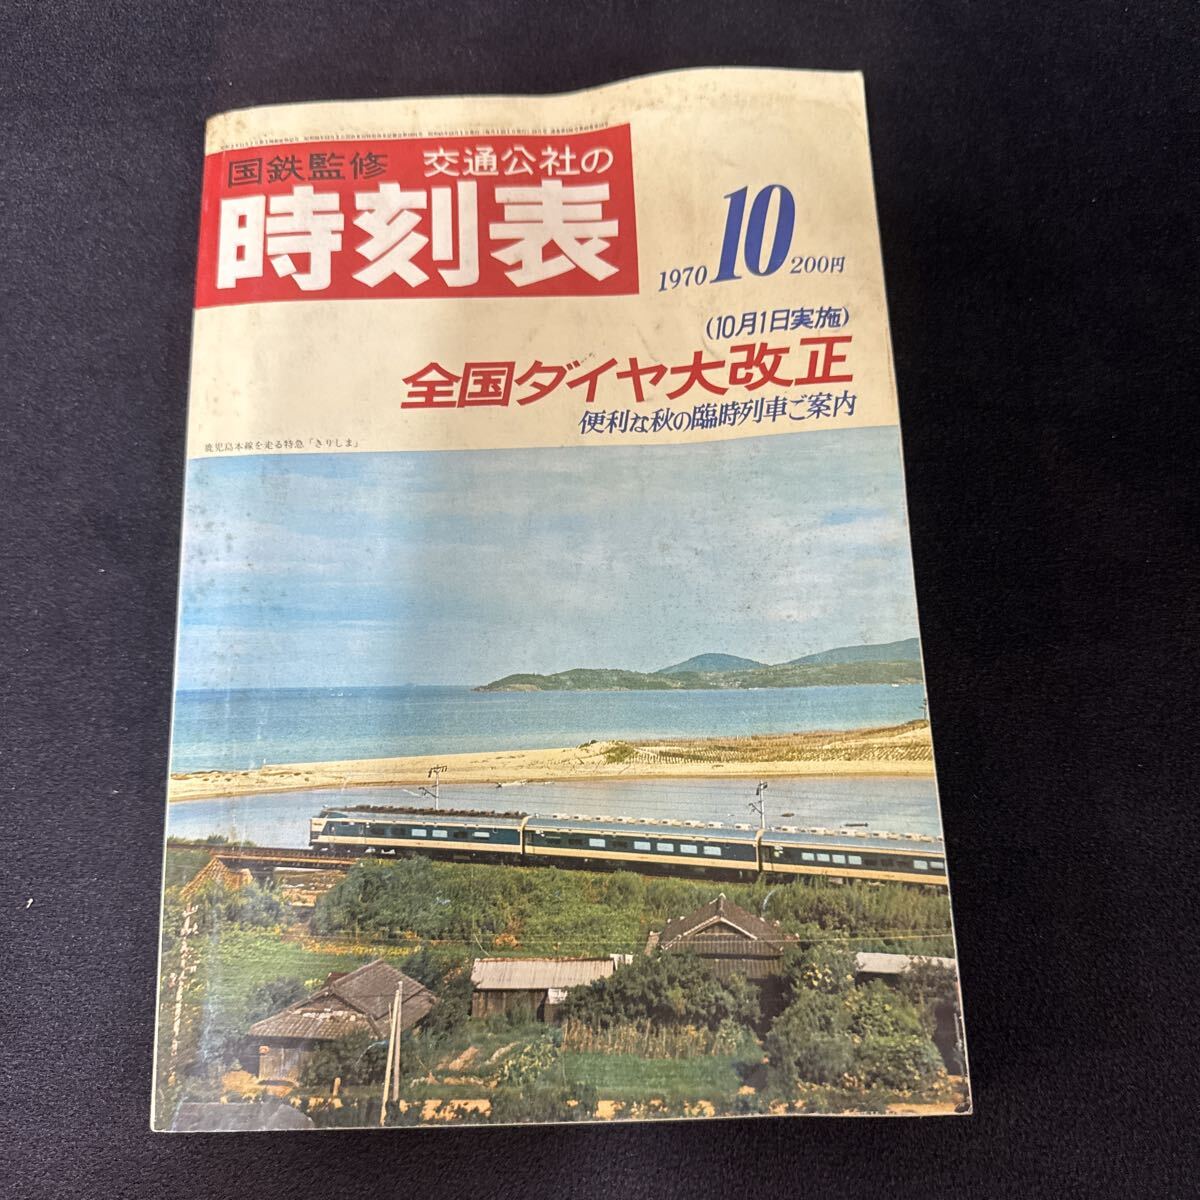 国鉄監修 交通公社の
時刻表
1970 10 200円
(10月1日実施)
全国ダイヤ大改正
便利な秋の臨時列車ご案内
鹿児島本線を走る特急「きりしま」